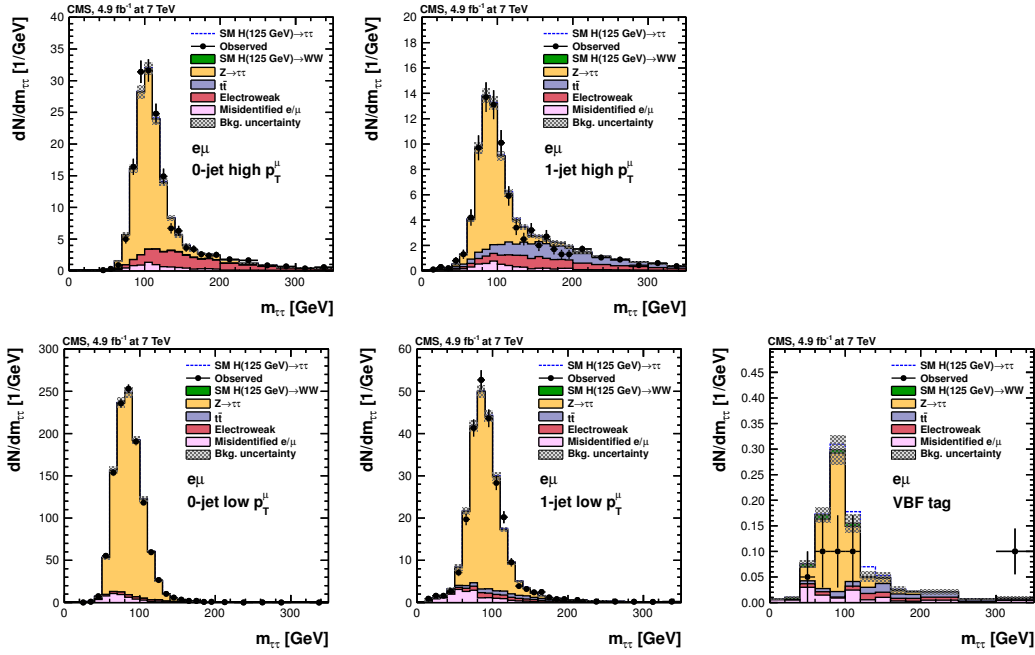 CMS, 4.9 fb⁻¹ at 7 TeV
dN/dm_ττ [1/GeV]
40
35
30
25
20
15
10
5
0
SM H(125 GeV)→ττ
Observed
SM H(125 GeV)→WW
Z→ττ
tt̄
Electroweak
Misidentified e/μ
Bkg. uncertainty
eμ
0-jet high p_T^μ
0 100 200 300
m_ττ [GeV]
CMS, 4.9 fb⁻¹ at 7 TeV
dN/dm_ττ [1/GeV]
20
18
16
14
12
10
8
6
4
2
0
SM H(125 GeV)→ττ
Observed
SM H(125 GeV)→WW
Z→ττ
tt̄
Electroweak
Misidentified e/μ
Bkg. uncertainty
eμ
1-jet high p_T^μ
0 100 200 300
m_ττ [GeV]
CMS, 4.9 fb⁻¹ at 7 TeV
dN/dm_ττ [1/GeV]
300
250
200
150
100
50
0
SM H(125 GeV)→ττ
Observed
SM H(125 GeV)→WW
Z→ττ
tt̄
Electroweak
Misidentified e/μ
Bkg. uncertainty
eμ
0-jet low p_T^μ
0 100 200 300
m_ττ [GeV]
CMS, 4.9 fb⁻¹ at 7 TeV
dN/dm_ττ [1/GeV]
60
50
40
30
20
10
0
SM H(125 GeV)→ττ
Observed
SM H(125 GeV)→WW
Z→ττ
tt̄
Electroweak
Misidentified e/μ
Bkg. uncertainty
eμ
1-jet low p_T^μ
0 100 200 300
m_ττ [GeV]
CMS, 4.9 fb⁻¹ at 7 TeV
dN/dm_ττ [1/GeV]
0.45
0.40
0.35
0.30
0.25
0.20
0.15
0.10
0.05
0.00
SM H(125 GeV)→ττ
Observed
SM H(125 GeV)→WW
Z→ττ
tt̄
Electroweak
Misidentified e/μ
Bkg. uncertainty
eμ
VBF tag
0 100 200 300
m_ττ [GeV]